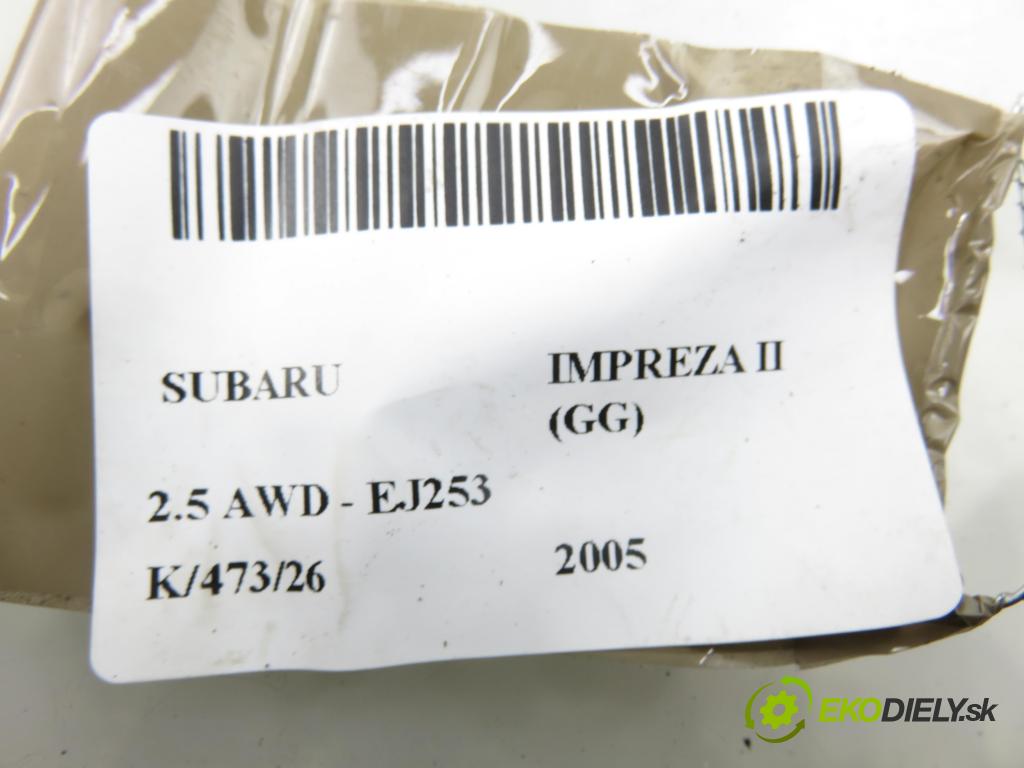 SUBARU IMPREZA II
(GG)
2.5 AWD - EJ253
K/473/26 2005
EKODIELY.sk